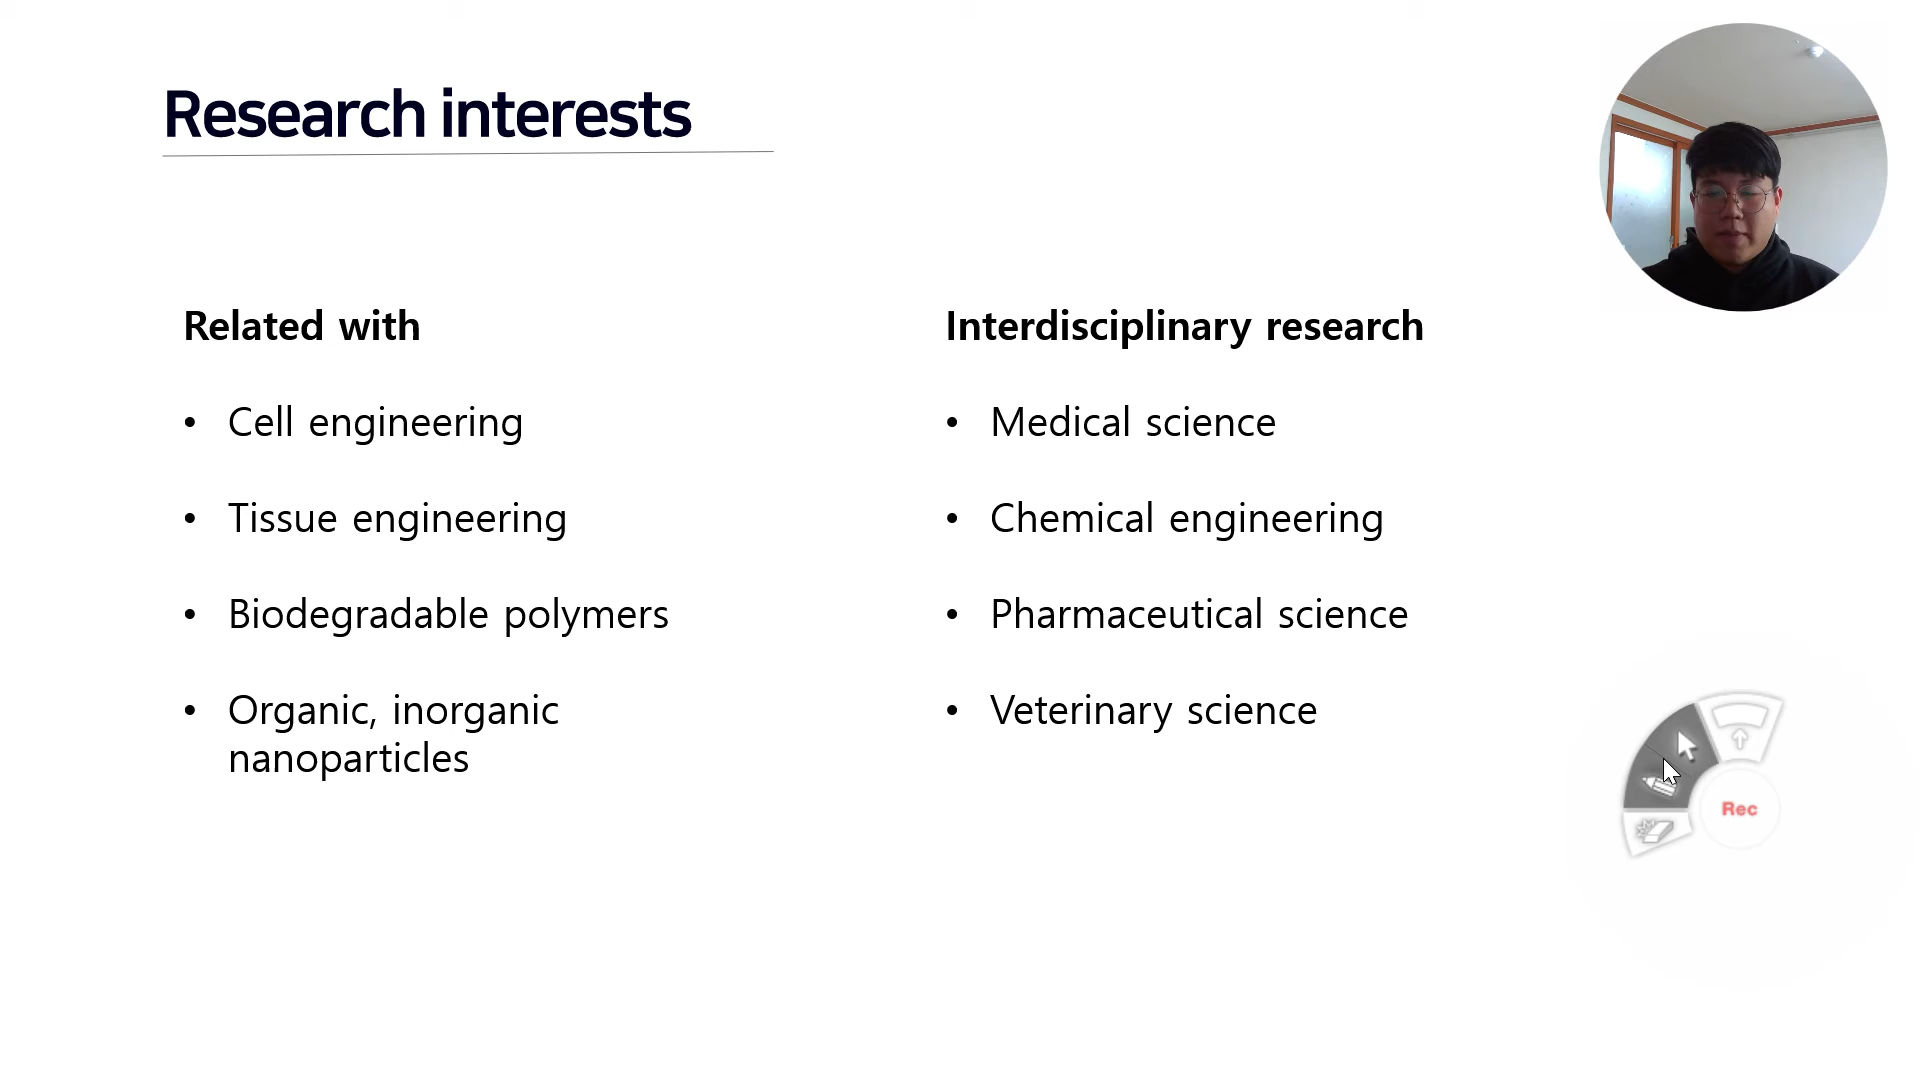 Research interests
Related with
• Cell engineering
• Tissue engineering
• Biodegradable polymers
• Organic, inorganic
nanoparticles
Interdisciplinary research
• Medical science
• Chemical engineering
• Pharmaceutical science
• Veterinary science
Rec